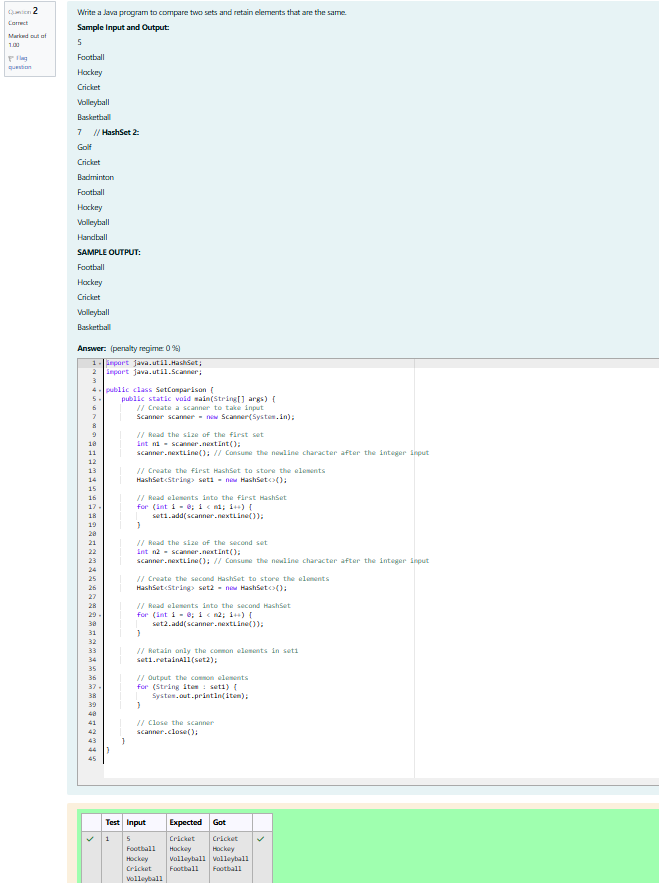 Question 2
Correct
Marked out of
1.00
Flag
question
Write a Java program to compare two sets and retain elements that are the same.
Sample Input and Output:
5
Football
Hockey
Cricket
Volleyball
Basketball
7 // HashSet 2:
Golf
Cricket
Badminton
Football
Hockey
Volleyball
Handball
SAMPLE OUTPUT:
Football
Hockey
Cricket
Volleyball
Basketball
Answer: (penalty regime: 0 %)
1 import java.util.HashSet;
2 import java.util.Scanner;
3
4 public class SetComparison {
5 public static void main(String[] args) {
6 // Create a scanner to take input
7 Scanner scanner = new Scanner(System.in);
8
9 // Read the size of the first set
10 int n1 = scanner.nextInt();
11 scanner.nextLine(); // Consume the newline character after the integer input
12
13 // Create the first HashSet to store the elements
14 HashSet<String> set1 = new HashSet<>();
15
16 // Read elements into the first HashSet
17 for (int i = 0; i < n1; i++) {
18 set1.add(scanner.nextLine());
19 }
20
21 // Read the size of the second set
22 int n2 = scanner.nextInt();
23 scanner.nextLine(); // Consume the newline character after the integer input
24
25 // Create the second HashSet to store the elements
26 HashSet<String> set2 = new HashSet<>();
27
28 // Read elements into the second HashSet
29 for (int i = 0; i < n2; i++) {
30 set2.add(scanner.nextLine());
31 }
32
33 // Retain only the common elements in set1
34 set1.retainAll(set2);
35
36 // Output the common elements
37 for (String item : set1) {
38 System.out.println(item);
39 }
40
41 // Close the scanner
42 scanner.close();
43 }
44 }
45
Test Input Expected Got
1 5 Cricket Cricket
Football Hockey Hockey
Hockey Volleyball Volleyball
Cricket Football Football
Volleyball